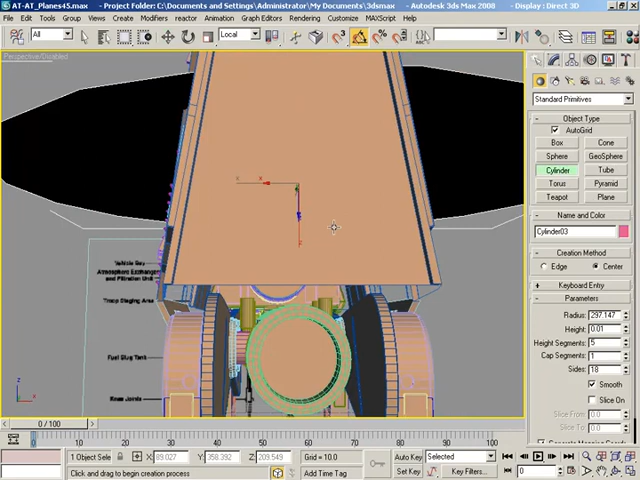 AT-AT_Planes45.max - Project Folder: C:\Documents and Settings\Administrator\My Documents\3dsmax - Autodesk 3ds Max 2008 - Display : Direct 3D
File Edit Tools Group Views Create Modifiers reactor Animation Graph Editors Rendering Customize MAXScript Help
All Local
Perspective/Disabled
Standard Primitives
Object Type
AutoGrid
Box Cone
Sphere GeoSphere
Cylinder Tube
Torus Pyramid
Teapot Plane
Name and Color
Cylinder03
Creation Method
Edge Center
Keyboard Entry
Parameters
Radius: 297.147
Height: 0.01
Height Segments: 5
Cap Segments: 1
Sides: 18
Smooth
Slice On
Slice From: 0.0
Slice To: 0.0
Generate Mapping Coords.
Vehicle Bay
Atmosphere Exchanger
and Filtration Unit
Troop Staging Area
Fuel Slug Tank
Knee Joints
0 / 100
0 10 20 30 40 50 60 70 80 90 100
1 Object Sele X: 89.027 Y: 358.392 Z: 209.549 Grid = 10.0 Auto Key Selected
Click and drag to begin creation process Add Time Tag Set Key Key Filters... 0